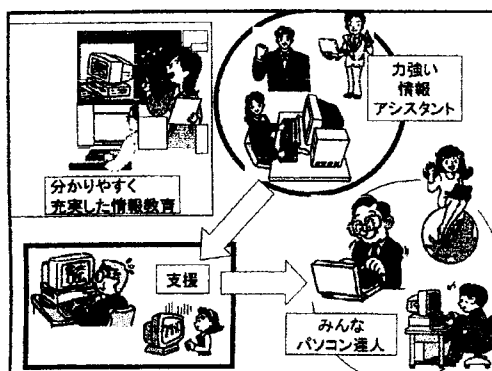 力強い
情報
アシスタント
分かりやすく
充実した情報教育
支援
みんな
パソコン達人